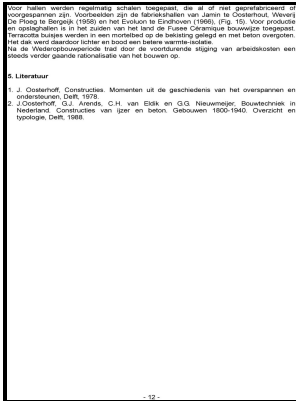 Voor hallen werden regelmatig schalen toegepast, die al of niet geprefabriceerd of
voorgespannen zijn. Voorbeelden zijn de fabriekshallen van Jamin te Oosterhout, Weverij
De Ploeg te Bergeijk (1958) en het Evoluon te Eindhoven (1966), (Fig. 15). Voor productie
en opslaghallen is in het zuiden van het land de Fusee Céramique bouwwijze toegepast.
Terracotta buisjes werden in een mortelbed op de bekisting gelegd en met beton overgoten.
Het dak werd daardoor lichter en bood een betere warmte-isolatie.
Na de Wederopbouwperiode trad door de voortdurende stijging van arbeidskosten een
steeds verder gaande rationalisatie van het bouwen op.
5. Literatuur
1. J. Oosterhoff, Constructies. Momenten uit de geschiedenis van het overspannen en
ondersteunen, Delft, 1978.
2. J.Oosterhoff, G.J. Arends, C.H. van Eldik en G.G. Nieuwmeijer, Bouwtechniek in
Nederland. Constructies van ijzer en beton. Gebouwen 1800-1940. Overzicht en
typologie, Delft, 1988.
- 12 -